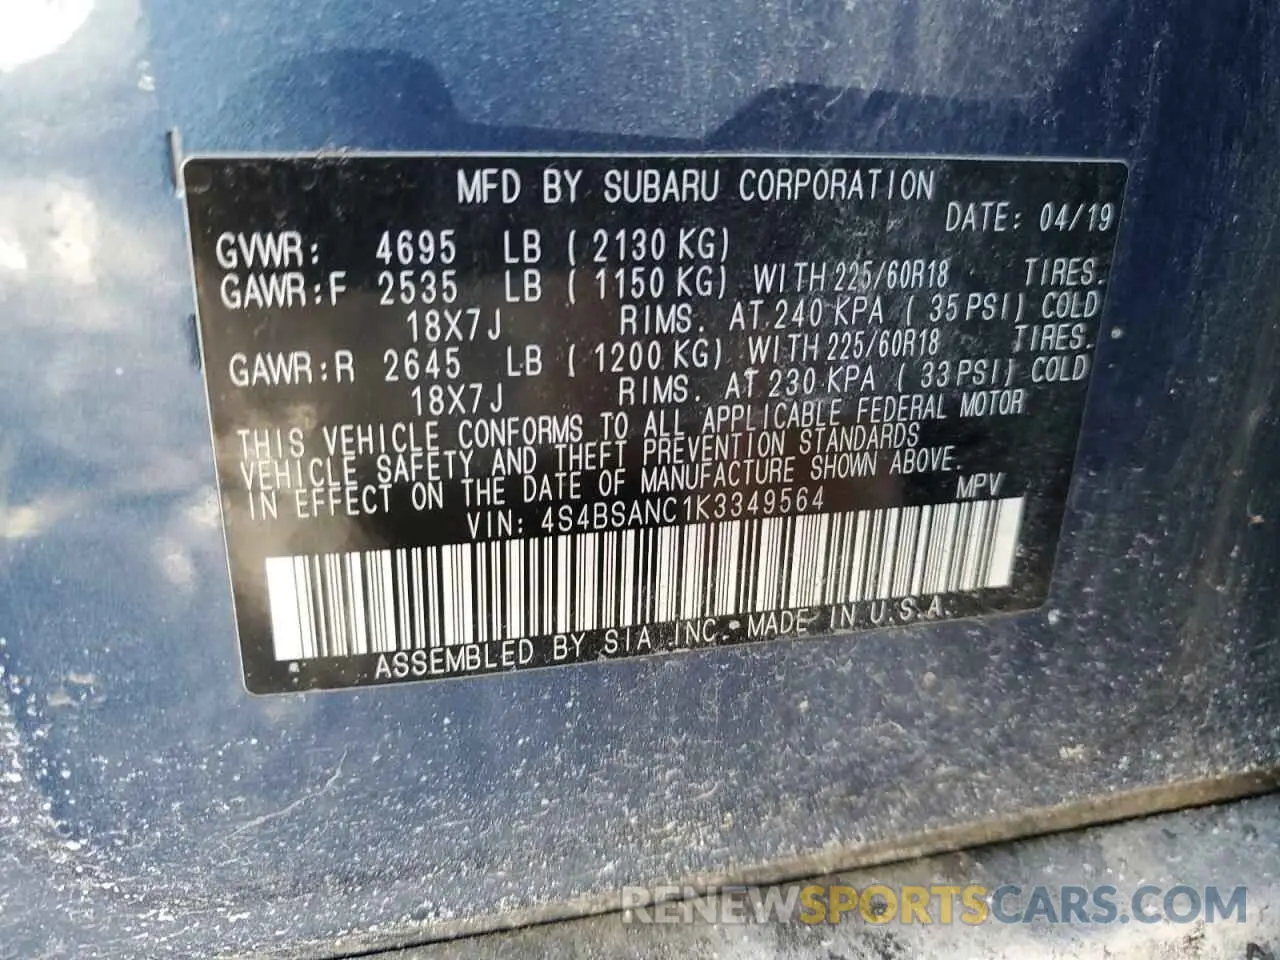 MFD BY SUBARU CORPORATION
DATE: 04/19
GVWR: 4695 LB ( 2130 KG)
GAWR:F 2535 LB ( 1150 KG) WITH 225/60R18 TIRES.
18X7J RIMS. AT 240 KPA ( 35 PSI) COLD
GAWR:R 2645 LB ( 1200 KG) WITH 225/60R18 TIRES.
18X7J RIMS. AT 230 KPA ( 33 PSI) COLD
THIS VEHICLE CONFORMS TO ALL APPLICABLE FEDERAL MOTOR
VEHICLE SAFETY AND THEFT PREVENTION STANDARDS
IN EFFECT ON THE DATE OF MANUFACTURE SHOWN ABOVE.
VIN: 4S4BSANC1K3349564 MPV
ASSEMBLED BY SIA INC. MADE IN U.S.A.
RENEWSPORTSCARS.COM